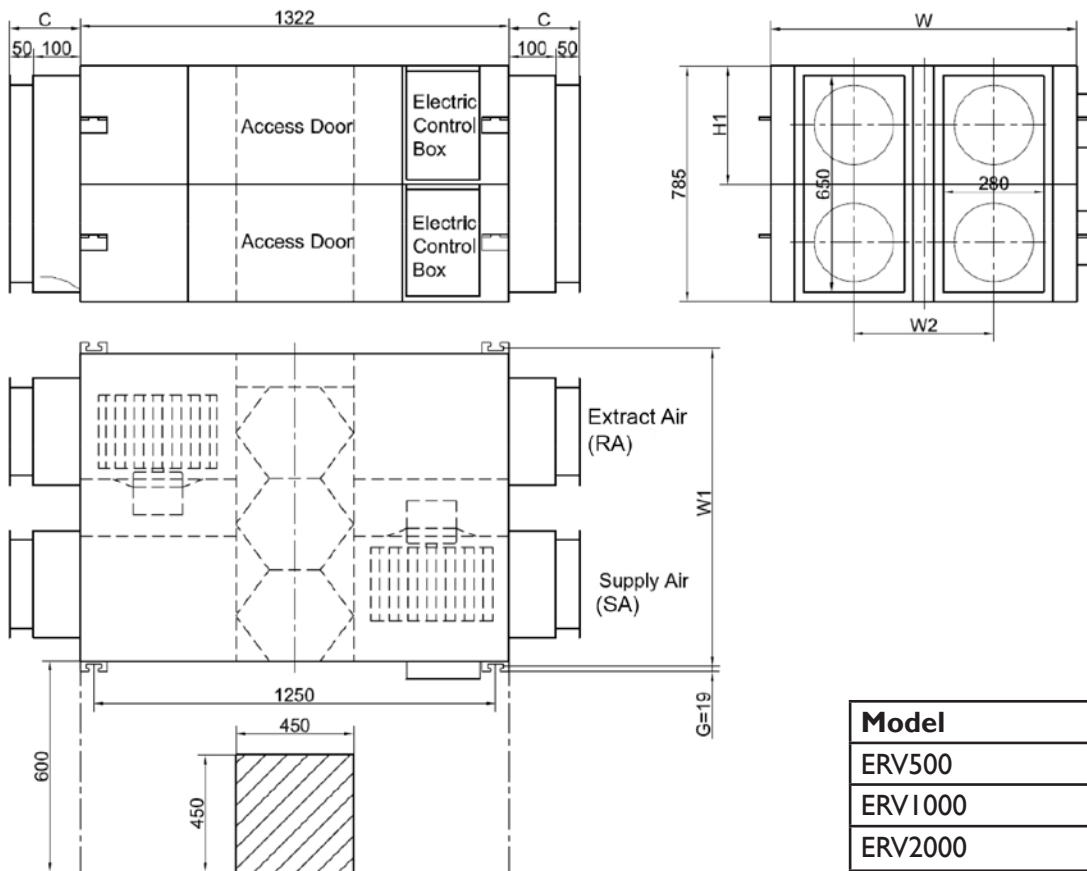 C
1322
C
50
100
100
50
Access Door
Electric
Control
Box
Access Door
Electric
Control
Box
W
H1
785
650
280
W2
Extract Air
(RA)
W1
Supply Air
(SA)
1250
G=19
450
600
450
Model
ERV500
ERV1000
ERV2000